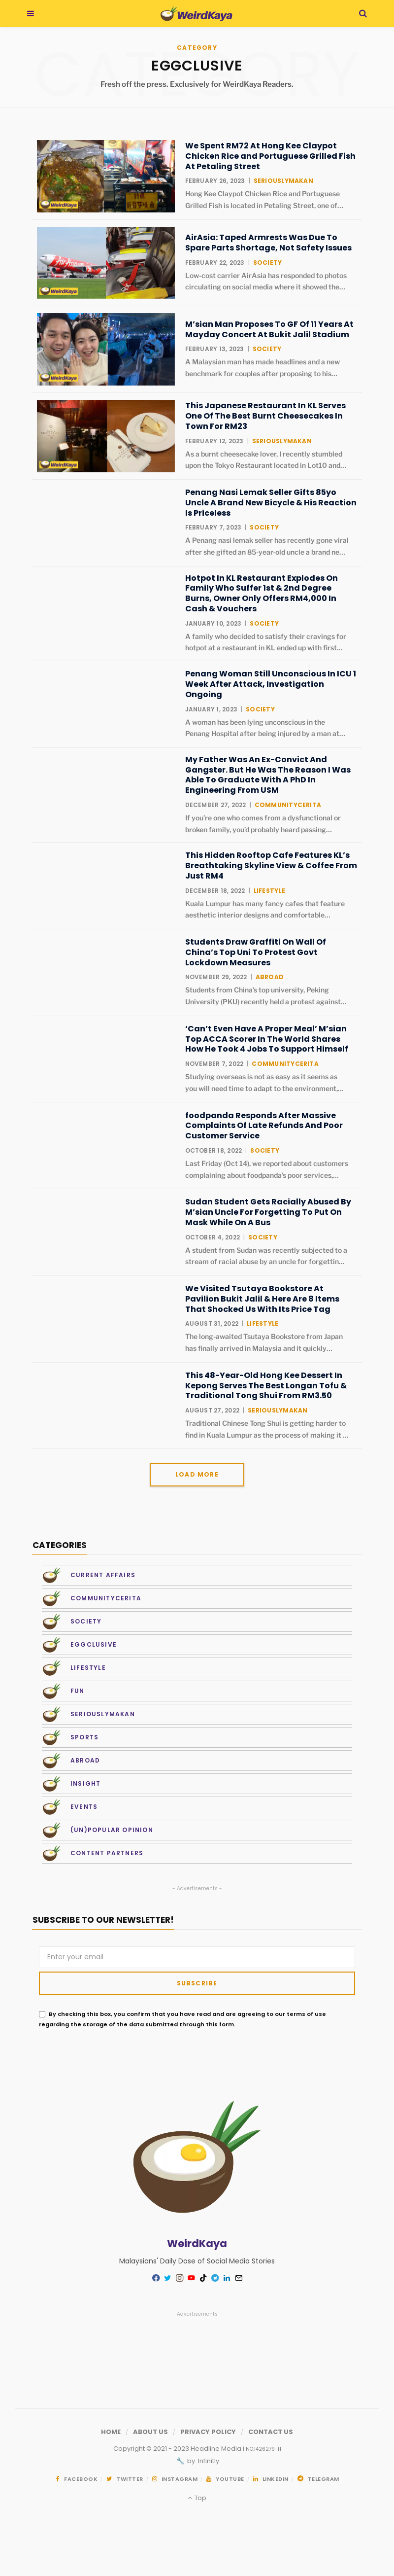 WeirdKaya
CATEGORY
EGGCLUSIVE
Fresh off the press. Exclusively for WeirdKaya Readers.
We Spent RM72 At Hong Kee Claypot
Chicken Rice and Portuguese Grilled Fish
At Petaling Street
FEBRUARY 26, 2023 | SERIOUSLYMAKAN
Hong Kee Claypot Chicken Rice and Portuguese
Grilled Fish is located in Petaling Street, one of...
WeirdKaya
AirAsia: Taped Armrests Was Due To
Spare Parts Shortage, Not Safety Issues
FEBRUARY 22, 2023 | SOCIETY
Low-cost carrier AirAsia has responded to photos
circulating on social media where it showed the...
WeirdKaya
M'sian Man Proposes To GF Of 11 Years At
Mayday Concert At Bukit Jalil Stadium
FEBRUARY 13, 2023 | SOCIETY
A Malaysian man has made headlines and a new
benchmark for couples after proposing to his...
WeirdKaya
This Japanese Restaurant In KL Serves
One Of The Best Burnt Cheesecakes In
Town For RM23
FEBRUARY 12, 2023 | SERIOUSLYMAKAN
As a burnt cheesecake lover, I recently stumbled
upon the Tokyo Restaurant located in Lot10 and...
WeirdKaya
Penang Nasi Lemak Seller Gifts 85yo
Uncle A Brand New Bicycle & His Reaction
Is Priceless
FEBRUARY 7, 2023 | SOCIETY
A Penang nasi lemak seller has recently gone viral
after she gifted an 85-year-old uncle a brand ne...
Hotpot In KL Restaurant Explodes On
Family Who Suffer 1st & 2nd Degree
Burns, Owner Only Offers RM4,000 In
Cash & Vouchers
JANUARY 10, 2023 | SOCIETY
A family who decided to satisfy their cravings for
hotpot at a restaurant in KL ended up with first...
Penang Woman Still Unconscious In ICU 1
Week After Attack, Investigation
Ongoing
JANUARY 1, 2023 | SOCIETY
A woman has been lying unconscious in the
Penang Hospital after being injured by a man at...
My Father Was An Ex-Convict And
Gangster. But He Was The Reason I Was
Able To Graduate With A PhD In
Engineering From USM
DECEMBER 27, 2022 | COMMUNITYCERITA
If you're one who comes from a dysfunctional or
broken family, you'd probably heard passing...
This Hidden Rooftop Cafe Features KL's
Breathtaking Skyline View & Coffee From
Just RM4
DECEMBER 18, 2022 | LIFESTYLE
Kuala Lumpur has many fancy cafes that feature
aesthetic interior designs and comfortable...
Students Draw Graffiti On Wall Of
China's Top Uni To Protest Govt
Lockdown Measures
NOVEMBER 29, 2022 | ABROAD
Students from China's top university, Peking
University (PKU) recently held a protest against...
'Can't Even Have A Proper Meal' M'sian
Top ACCA Scorer In The World Shares
How He Took 4 Jobs To Support Himself
NOVEMBER 7, 2022 | COMMUNITYCERITA
Studying overseas is not as easy as it seems as
you will need time to adapt to the environment,...
foodpanda Responds After Massive
Complaints Of Late Refunds And Poor
Customer Service
OCTOBER 18, 2022 | SOCIETY
Last Friday (Oct 14), we reported about customers
complaining about foodpanda's poor services,...
Sudan Student Gets Racially Abused By
M'sian Uncle For Forgetting To Put On
Mask While On A Bus
OCTOBER 4, 2022 | SOCIETY
A student from Sudan was recently subjected to a
stream of racial abuse by an uncle for forgettin...
We Visited Tsutaya Bookstore At
Pavilion Bukit Jalil & Here Are 8 Items
That Shocked Us With Its Price Tag
AUGUST 31, 2022 | LIFESTYLE
The long-awaited Tsutaya Bookstore from Japan
has finally arrived in Malaysia and it quickly...
This 48-Year-Old Hong Kee Dessert In
Kepong Serves The Best Longan Tofu &
Traditional Tong Shui From RM3.50
AUGUST 27, 2022 | SERIOUSLYMAKAN
Traditional Chinese Tong Shui is getting harder to
find in Kuala Lumpur as the process of making it ...
LOAD MORE
CATEGORIES
CURRENT AFFAIRS
COMMUNITYCERITA
SOCIETY
EGGCLUSIVE
LIFESTYLE
FUN
SERIOUSLYMAKAN
SPORTS
ABROAD
INSIGHT
EVENTS
(UN)POPULAR OPINION
CONTENT PARTNERS
- Advertisements -
SUBSCRIBE TO OUR NEWSLETTER!
Enter your email
SUBSCRIBE
By checking this box, you confirm that you have read and are agreeing to our terms of use
regarding the storage of the data submitted through this form.
WeirdKaya
Malaysians' Daily Dose of Social Media Stories
- Advertisements -
HOME / ABOUT US / PRIVACY POLICY / CONTACT US
Copyright © 2021 - 2023 Headline Media | NO:1426279-H
🔧 by Infinitly
FACEBOOK TWITTER INSTAGRAM YOUTUBE LINKEDIN TELEGRAM
Top